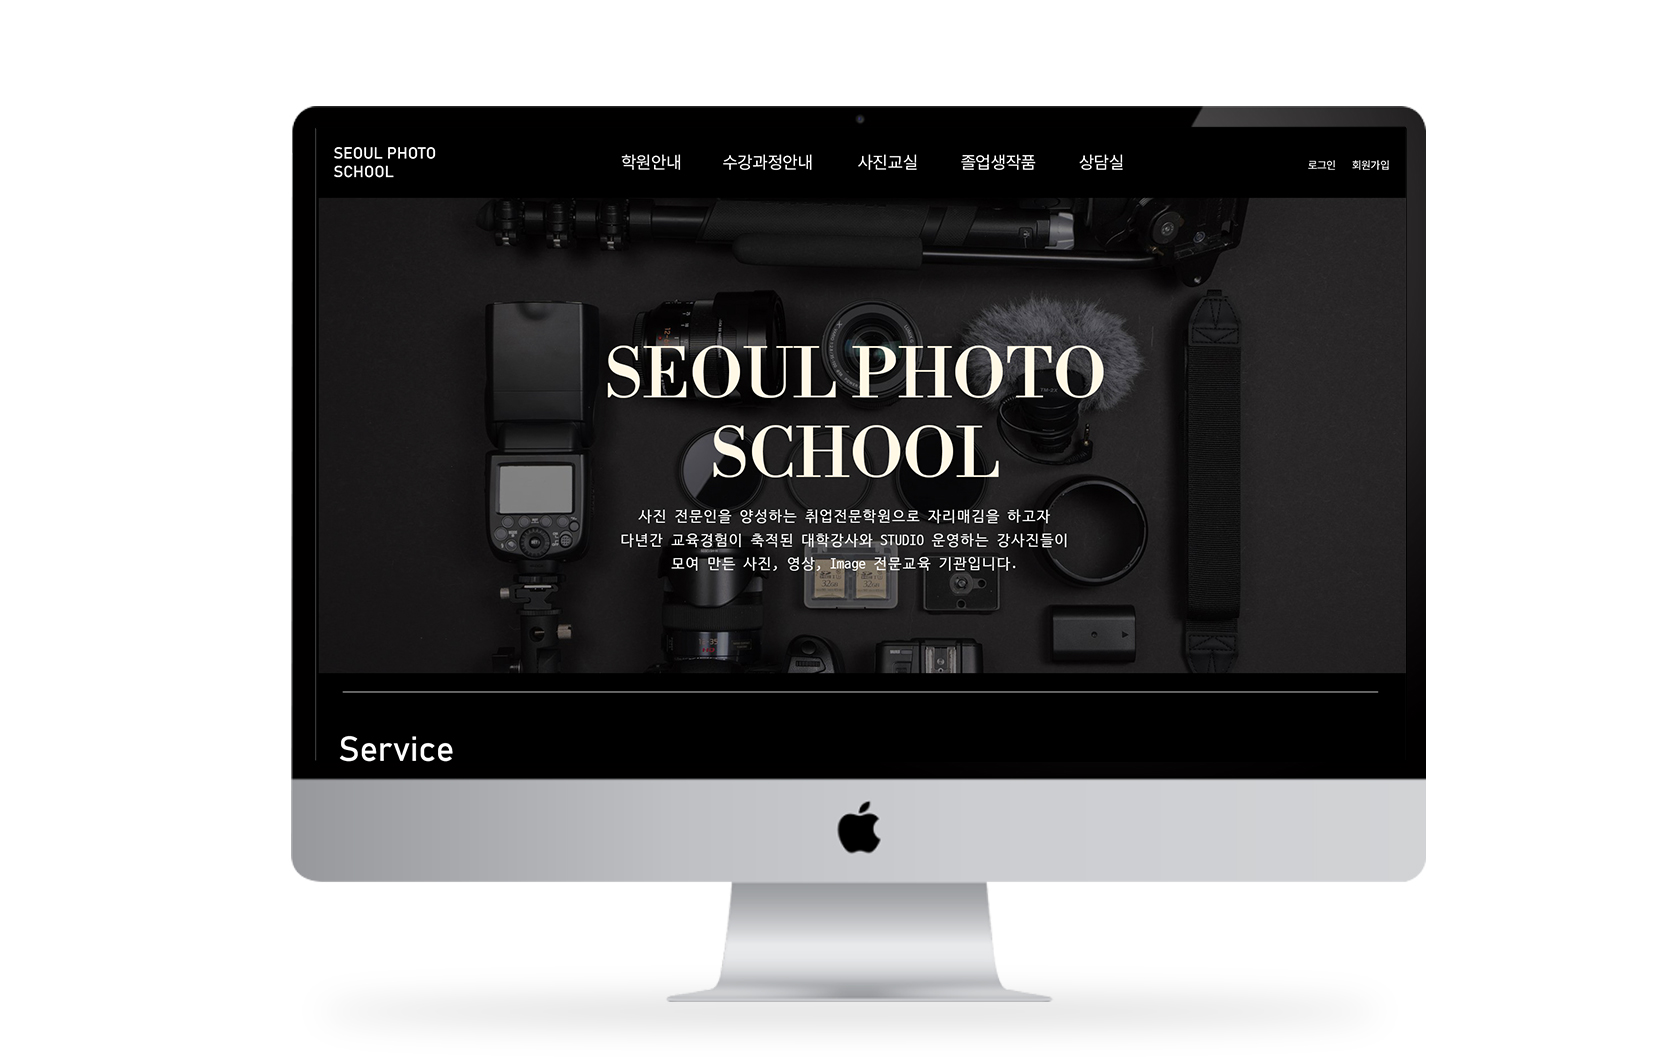 SEOUL PHOTO
SCHOOL
학원안내 수강과정안내 사진교실 졸업생작품 상담실
로그인 회원가입
SEOUL PHOTO
SCHOOL
사진 전문인을 양성하는 취업전문학원으로 자리매김을 하고자
다년간 교육경험이 축적된 대학강사와 STUDIO 운영하는 강사진들이
모여 만든 사진, 영상, Image 전문교육 기관입니다.
Service